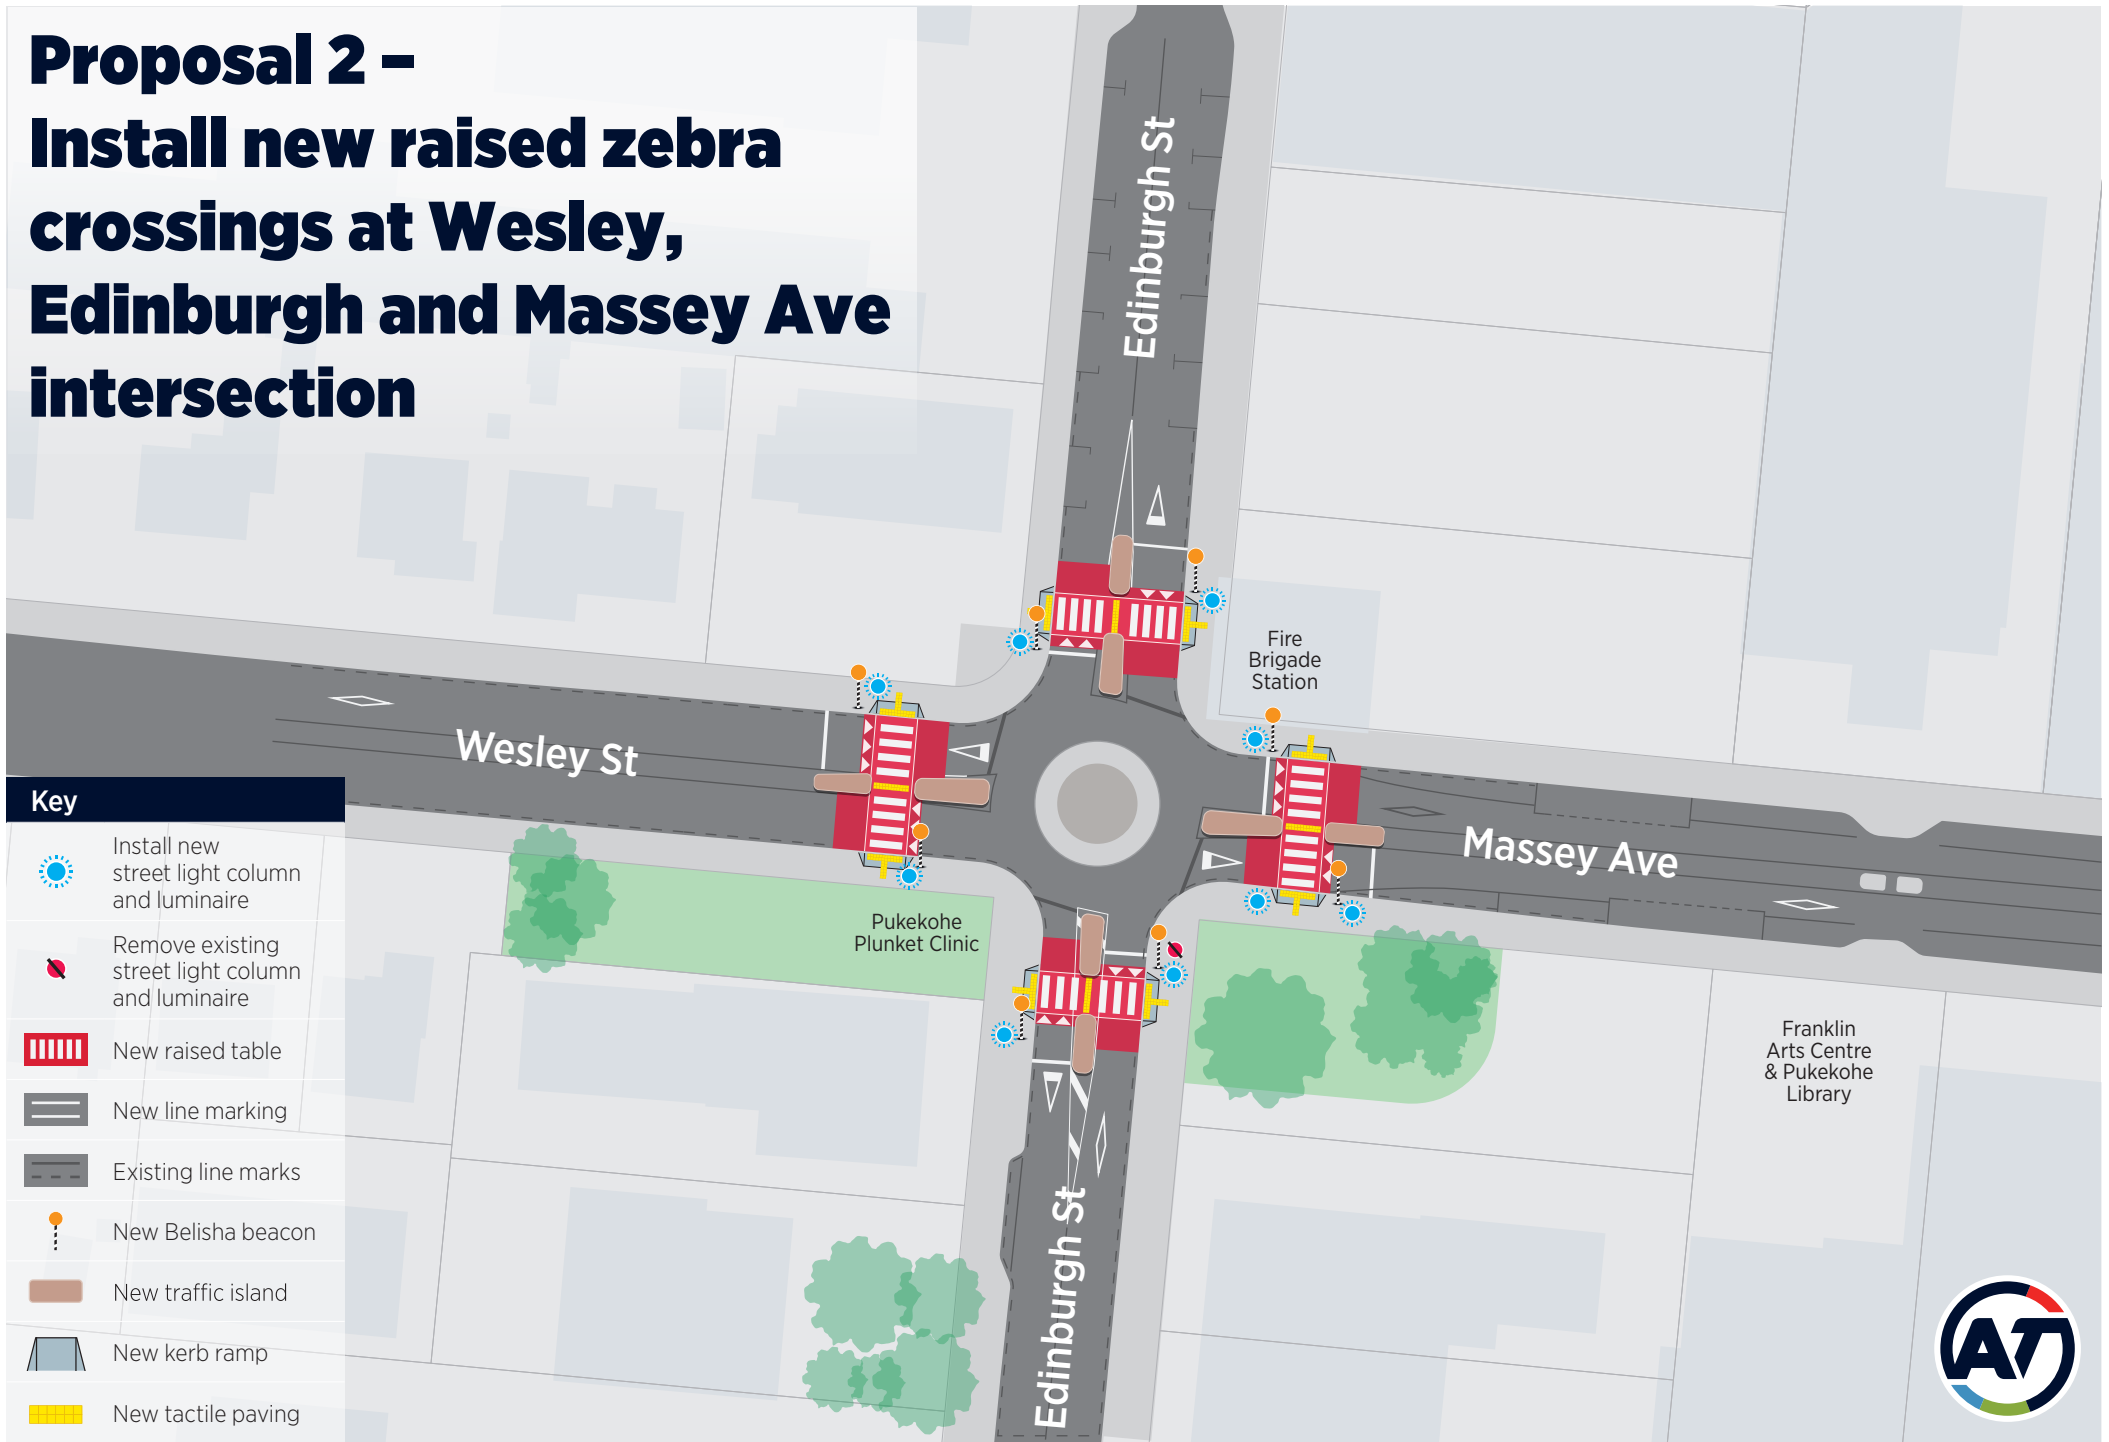 Proposal 2 –
Install new raised zebra
crossings at Wesley,
Edinburgh and Massey Ave
intersection
Edinburgh St
Fire
Brigade
Station
Wesley St
Massey Ave
Pukekohe
Plunket Clinic
Franklin
Arts Centre
& Pukekohe
Library
Edinburgh St
Key
Install new
street light column
and luminaire
Remove existing
street light column
and luminaire
New raised table
New line marking
Existing line marks
New Belisha beacon
New traffic island
New kerb ramp
New tactile paving
AT